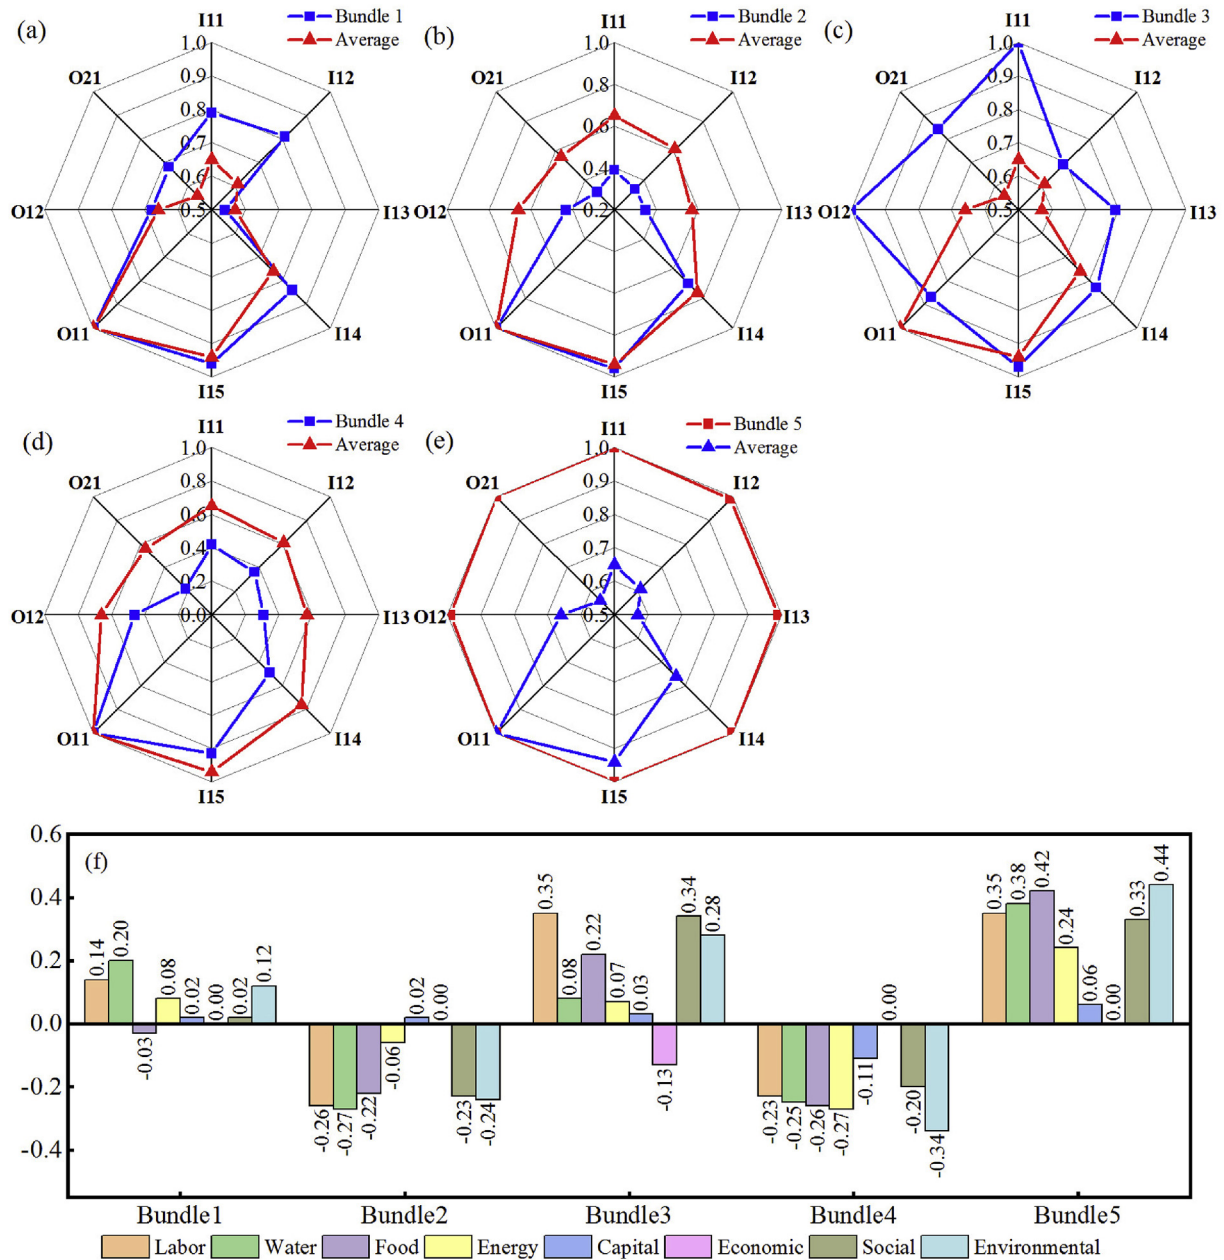 (a)
I11
Bundle 1
Average
1.0
0.9
0.8
0.7
0.6
0.5
I12
I13
I14
I15
O11
O12
O21
(b)
I11
Bundle 2
Average
1.0
0.8
0.6
0.4
0.2
I12
I13
I14
I15
O11
O12
O21
(c)
I11
Bundle 3
Average
1.0
0.9
0.8
0.7
0.6
0.5
I12
I13
I14
I15
O11
O12
O21
(d)
I11
Bundle 4
Average
1.0
0.8
0.6
0.4
0.2
0.0
I12
I13
I14
I15
O11
O12
O21
(e)
I11
Bundle 5
Average
1.0
0.9
0.8
0.7
0.6
0.5
I12
I13
I14
I15
O11
O12
O21
(f)
0.6
0.4
0.2
0.0
-0.2
-0.4
0.14
0.20
-0.03
0.08
0.02
0.00
0.02
0.12
-0.26
-0.27
-0.22
-0.06
0.02
0.00
-0.23
-0.24
0.35
0.08
0.22
0.07
0.03
-0.13
0.34
0.28
-0.23
-0.25
-0.26
-0.27
-0.11
0.00
-0.20
-0.34
0.35
0.38
0.42
0.24
0.06
0.00
0.33
0.44
Bundle1 Bundle2 Bundle3 Bundle4 Bundle5
Labor Water Food Energy Capital Economic Social Environmental